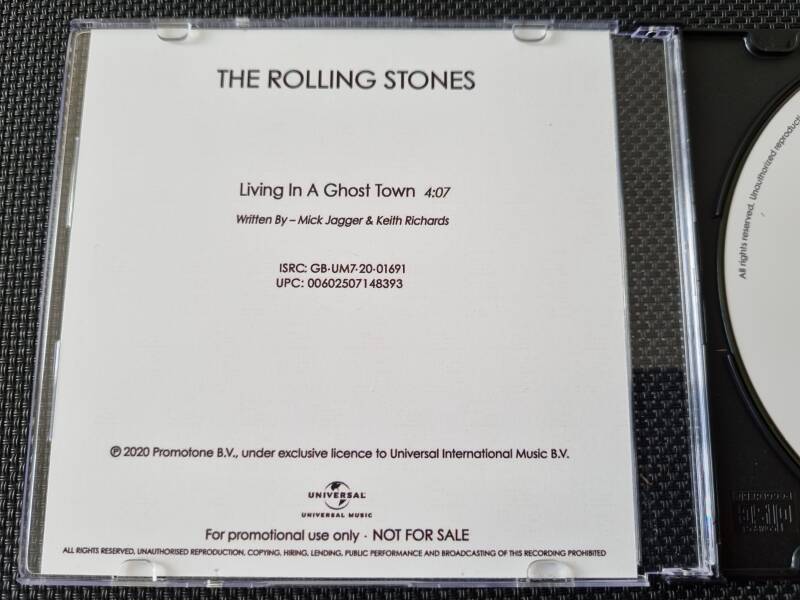 THE ROLLING STONES
Living In A Ghost Town 4:07
Written By – Mick Jagger & Keith Richards
ISRC: GB-UM7-20-01691
UPC: 00602507148393
℗ 2020 Promotone B.V., under exclusive licence to Universal International Music B.V.
UNIVERSAL
UNIVERSAL MUSIC
For promotional use only · NOT FOR SALE
ALL RIGHTS RESERVED, UNAUTHORISED REPRODUCTION, COPYING, HIRING, LENDING, PUBLIC PERFORMANCE AND BROADCASTING OF THIS RECORDING PROHIBITED
All rights reserved. Unauthorized reproducti